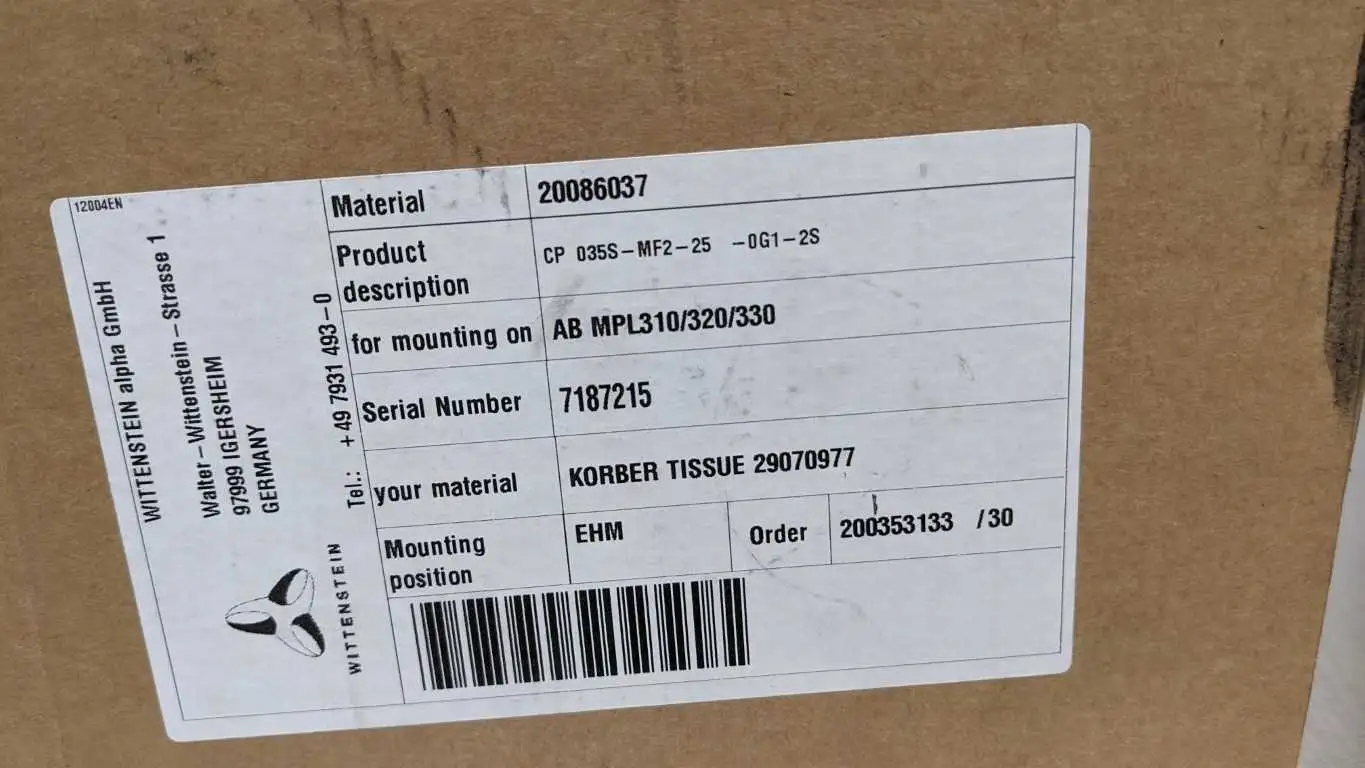 12004EN
WITTENSTEIN alpha GmbH
Walter-Wittenstein-Strasse 1
97999 IGERSHEIM
GERMANY
Tel.: +49 7931 493-0
WITTENSTEIN
Material 20086037
Product description CP 035S-MF2-25 -0G1-2S
for mounting on AB MPL310/320/330
Serial Number 7187215
your material KORBER TISSUE 29070977
Mounting position EHM Order 200353133 /30